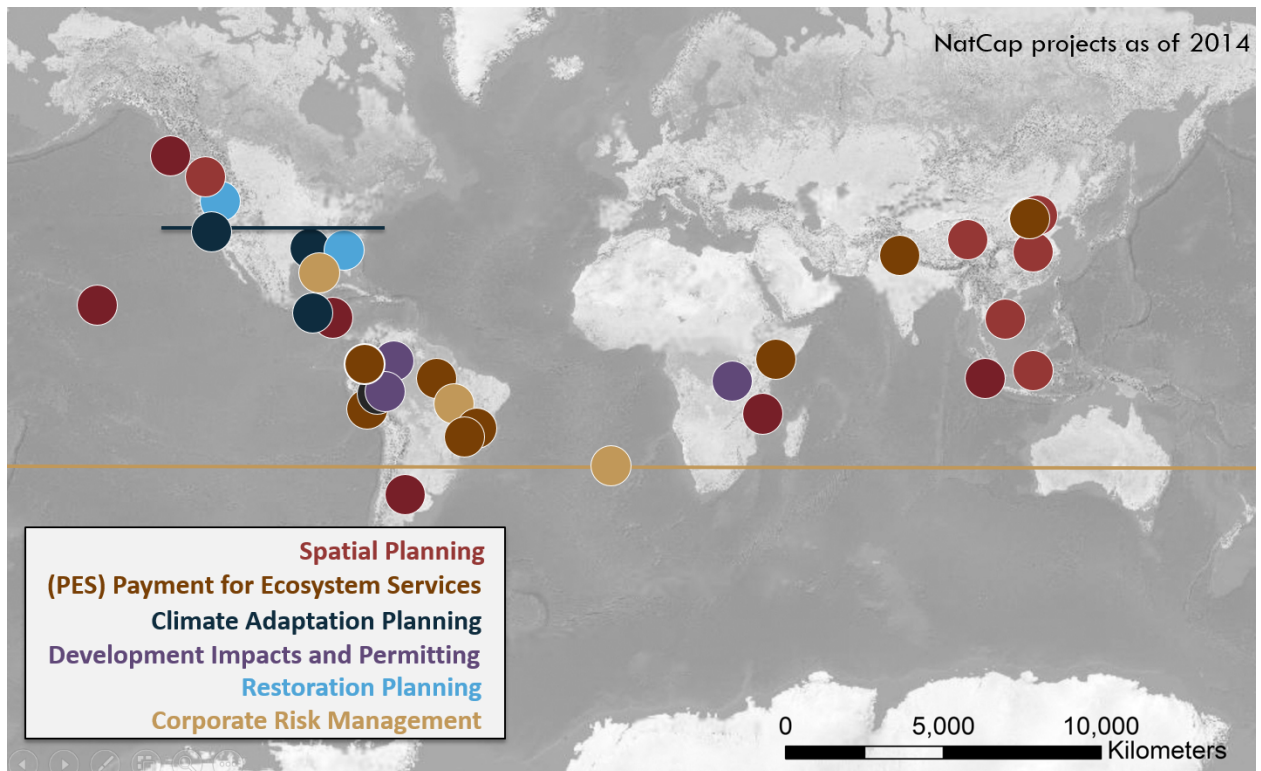 NatCap projects as of 2014
Spatial Planning
(PES) Payment for Ecosystem Services
Climate Adaptation Planning
Development Impacts and Permitting
Restoration Planning
Corporate Risk Management
0 5,000 10,000
Kilometers